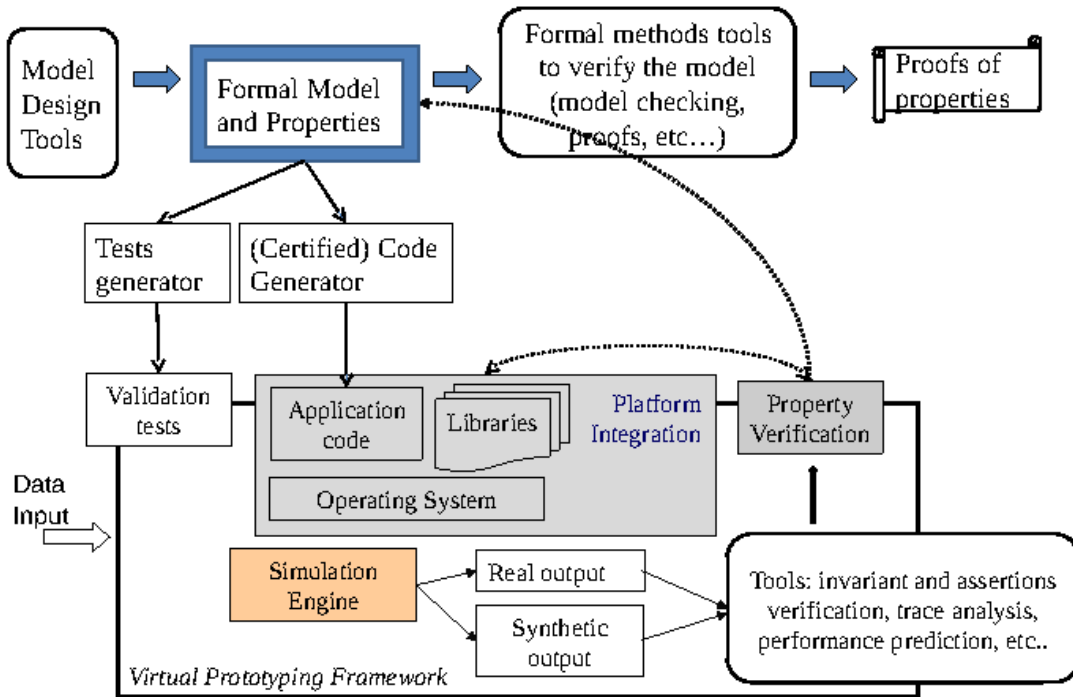 Model
Design
Tools
Formal Model
and Properties
Formal methods tools
to verify the model
(model checking,
proofs, etc...)
Proofs of
properties
Tests
generator
(Certified) Code
Generator
Validation
tests
Application
code
Libraries
Platform
Integration
Property
Verification
Operating System
Data
Input
Simulation
Engine
Real output
Synthetic
output
Tools: invariant and assertions
verification, trace analysis,
performance prediction, etc..
Virtual Prototyping Framework